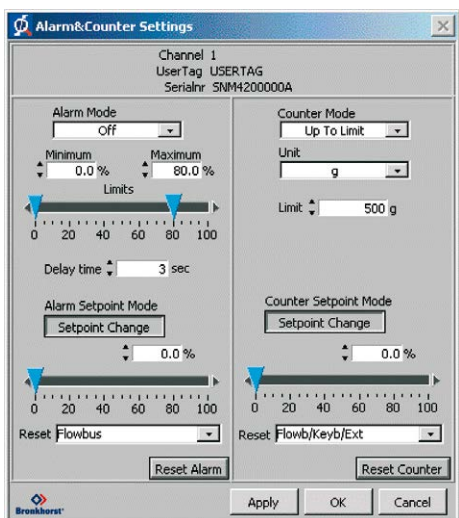 Alarm&Counter Settings
Channel 1
UserTag USERTAG
Serialnr SNM4200000A
Alarm Mode
Off
Minimum Maximum
0.0 % 80.0 %
Limits
0 20 40 60 80 100
Delay time 3 sec
Alarm Setpoint Mode
Setpoint Change
0.0 %
0 20 40 60 80 100
Reset Flowbus
Reset Alarm
Counter Mode
Up To Limit
Unit
g
Limit 500 g
Counter Setpoint Mode
Setpoint Change
0.0 %
0 20 40 60 80 100
Reset Flowb/Keyb/Ext
Reset Counter
Bronkhorst
Apply OK Cancel